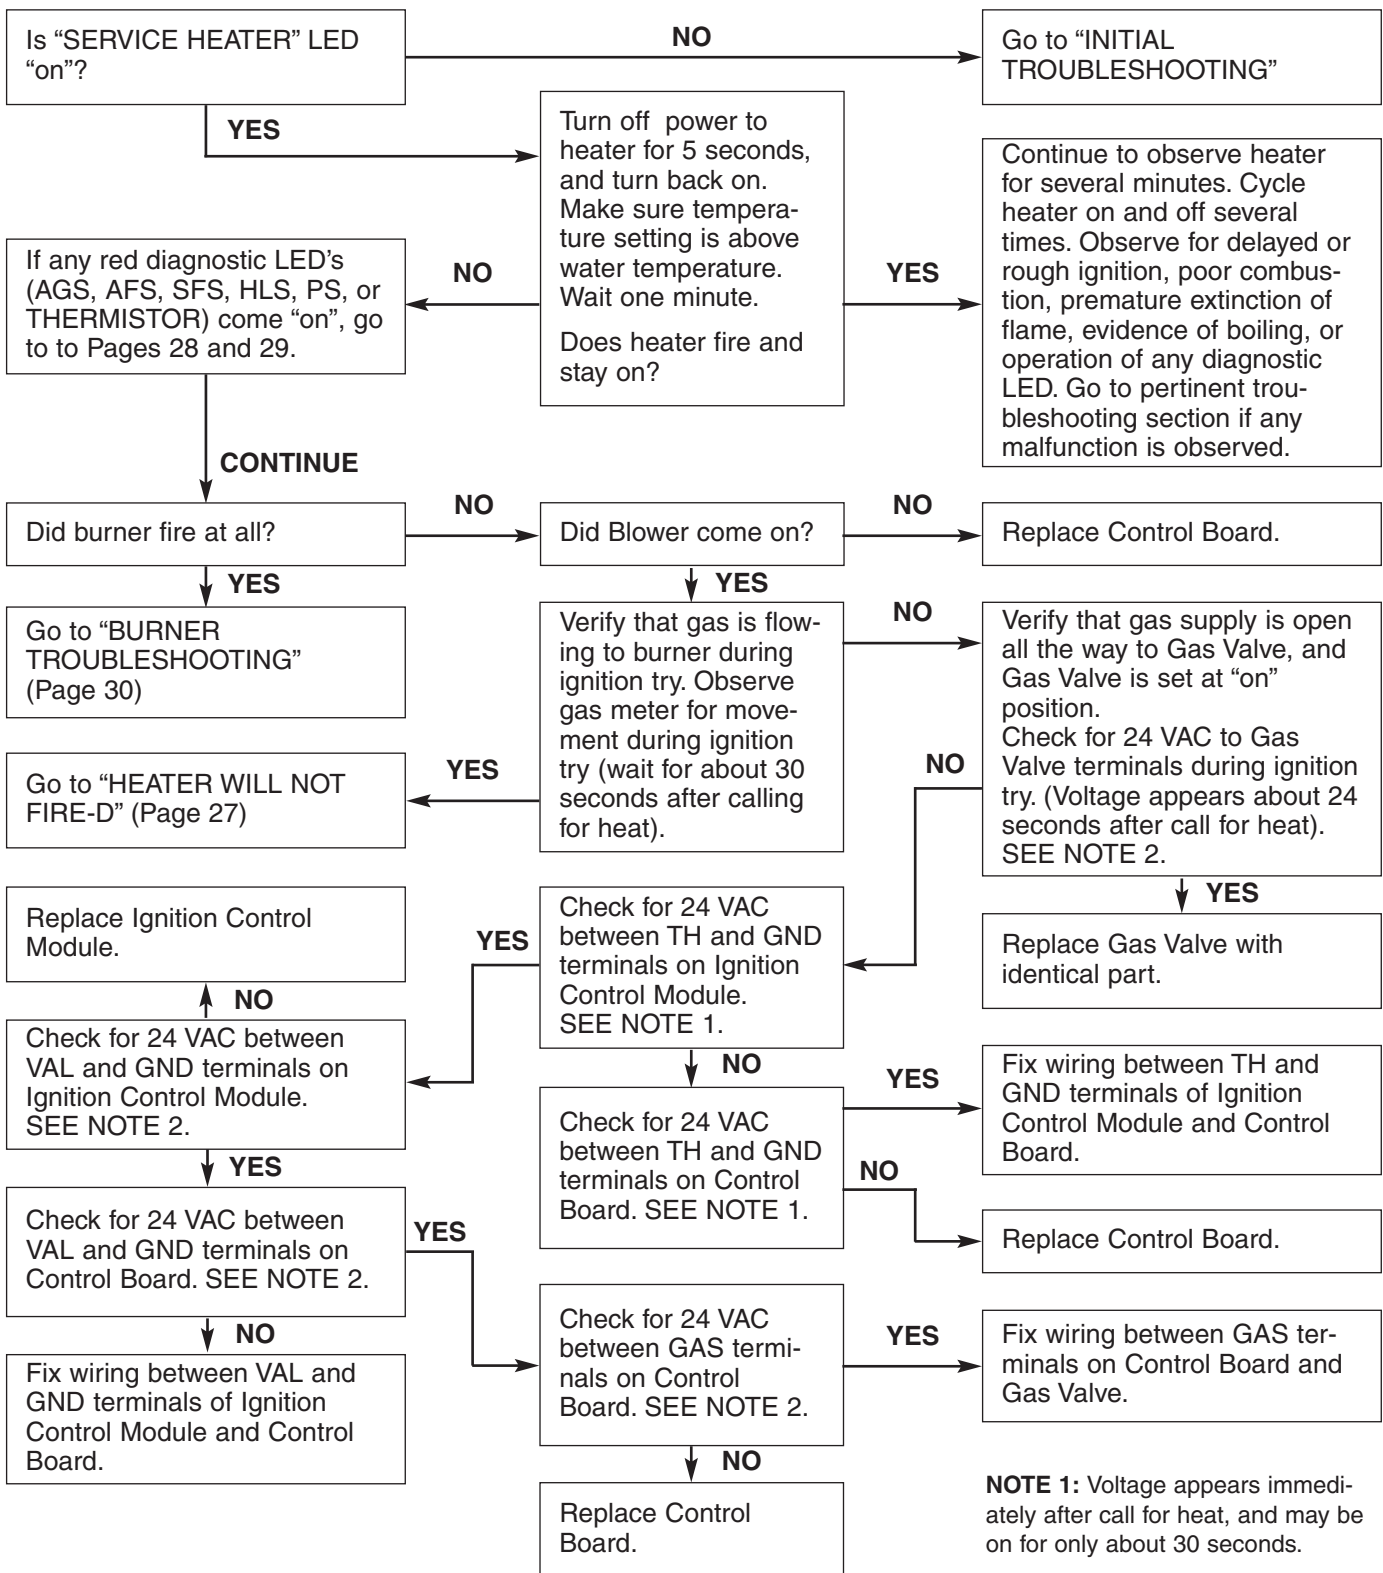 Is “SERVICE HEATER” LED
“on”?
NO
Go to “INITIAL
TROUBLESHOOTING”
YES
Turn off power to
heater for 5 seconds,
and turn back on.
Make sure tempera-
ture setting is above
water temperature.
Wait one minute.
Does heater fire and
stay on?
YES
Continue to observe heater
for several minutes. Cycle
heater on and off several
times. Observe for delayed or
rough ignition, poor combus-
tion, premature extinction of
flame, evidence of boiling, or
operation of any diagnostic
LED. Go to pertinent trou-
bleshooting section if any
malfunction is observed.
NO
If any red diagnostic LED's
(AGS, AFS, SFS, HLS, PS, or
THERMISTOR) come “on”, go
to to Pages 28 and 29.
CONTINUE
Did burner fire at all?
NO
Did Blower come on?
NO
Replace Control Board.
YES
Go to “BURNER
TROUBLESHOOTING”
(Page 30)
YES
Verify that gas is flow-
ing to burner during
ignition try. Observe
gas meter for move-
ment during ignition
try (wait for about 30
seconds after calling
for heat).
NO
Verify that gas supply is open
all the way to Gas Valve, and
Gas Valve is set at “on”
position.
Check for 24 VAC to Gas
Valve terminals during ignition
try. (Voltage appears about 24
seconds after call for heat).
SEE NOTE 2.
YES
Go to “HEATER WILL NOT
FIRE-D” (Page 27)
NO
YES
Replace Gas Valve with
identical part.
Check for 24 VAC
between TH and GND
terminals on Ignition
Control Module.
SEE NOTE 1.
YES
Replace Ignition Control
Module.
NO
Check for 24 VAC between
VAL and GND terminals on
Ignition Control Module.
SEE NOTE 2.
NO
Check for 24 VAC
between TH and GND
terminals on Control
Board. SEE NOTE 1.
YES
Fix wiring between TH and
GND terminals of Ignition
Control Module and Control
Board.
NO
Replace Control Board.
YES
Check for 24 VAC between
VAL and GND terminals on
Control Board. SEE NOTE 2.
YES
Check for 24 VAC
between GAS termi-
nals on Control
Board. SEE NOTE 2.
YES
Fix wiring between GAS ter-
minals on Control Board and
Gas Valve.
NO
Fix wiring between VAL and
GND terminals of Ignition
Control Module and Control
Board.
NO
Replace Control
Board.
NOTE 1: Voltage appears immedi-
ately after call for heat, and may be
on for only about 30 seconds.